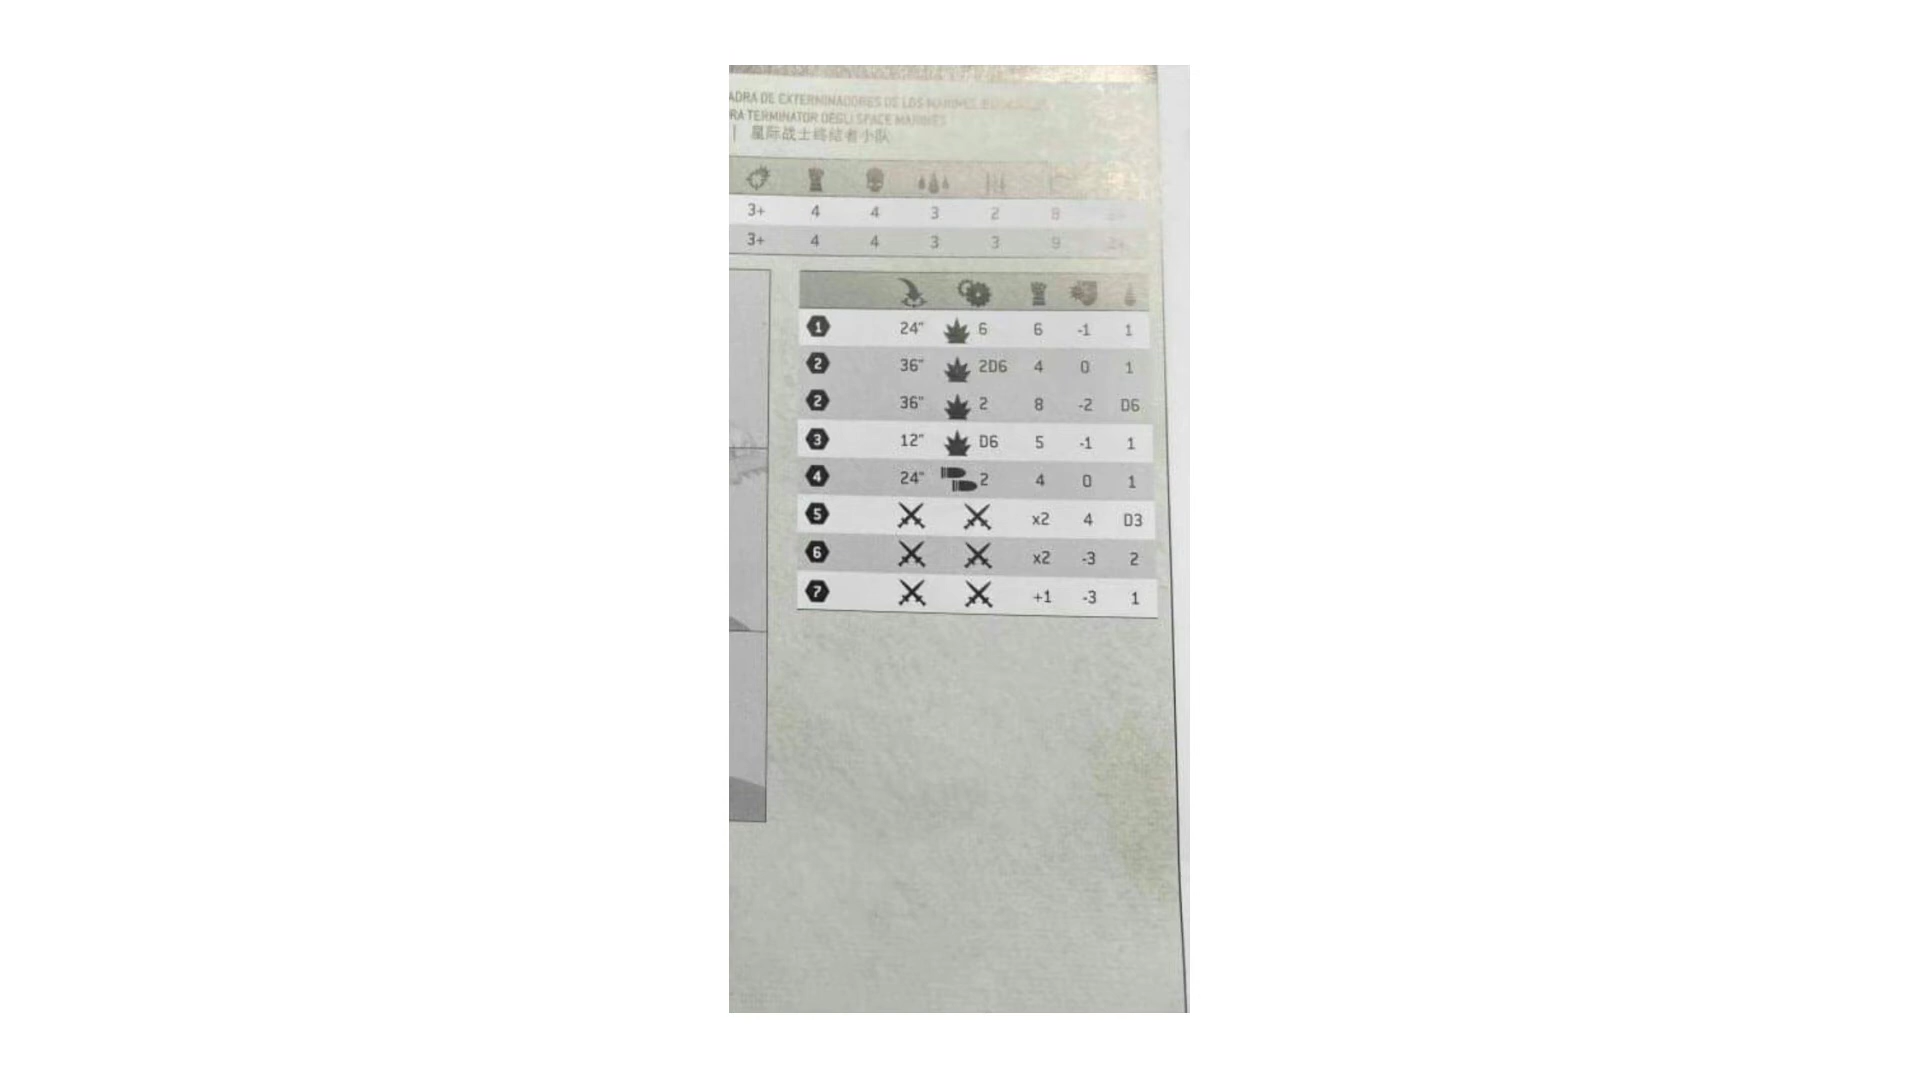 ADRA DE EXTERMINADORES DE LOS MARINES
RA TERMINATOR DEGLI SPACE MARINES
| 星际战士终结者小队
3+ 4 4 3 2 8
3+ 4 4 3 3 9 2+
1 24" 6 6 -1 1
2 36" 2D6 4 0 1
2 36" 2 8 -2 D6
3 12" D6 5 -1 1
4 24" 2 4 0 1
5 x2 4 D3
6 x2 -3 2
7 +1 -3 1